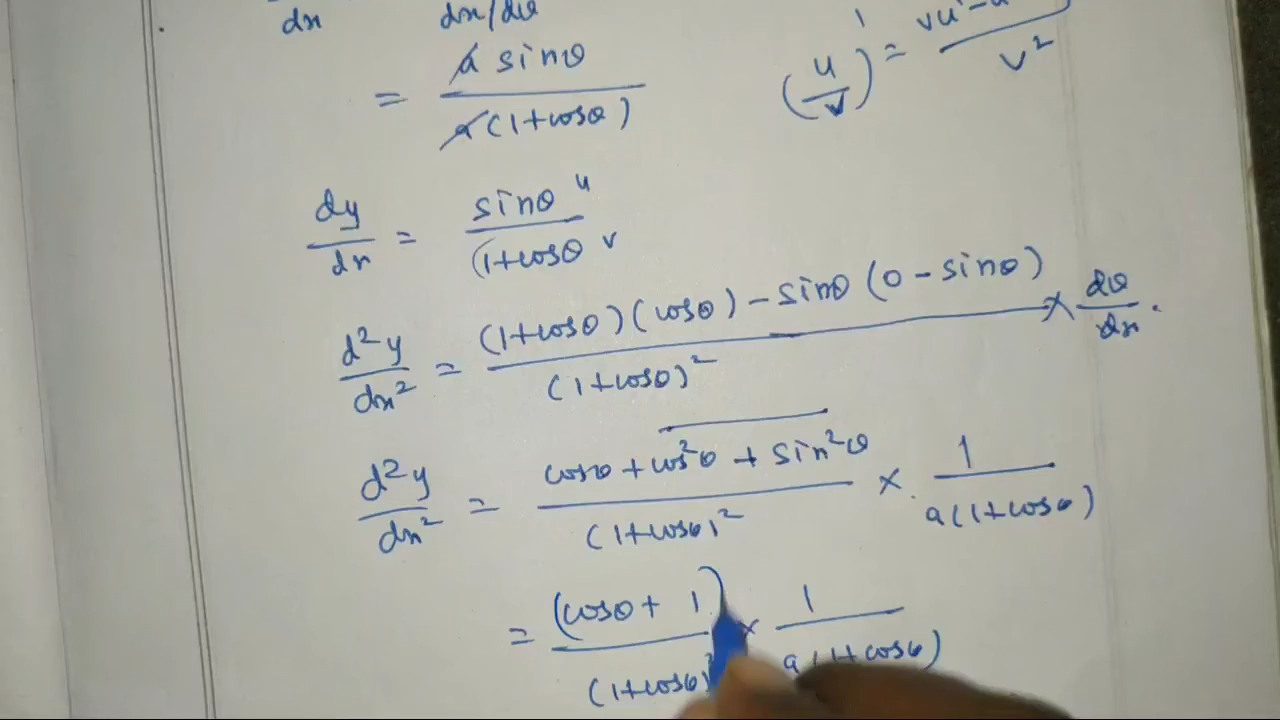 dx dx/dθ
= a sinθ / a(1+cosθ) (u/v)' = vu'-u / v²
dy/dx = sinθ u / (1+cosθ v
d²y/dx² = (1+cosθ)(cosθ) - sinθ(0-sinθ) / (1+cosθ)² × dθ/dx.
d²y/dx² = cosθ + cos²θ + sin²θ / (1+cosθ)² × 1 / a(1+cosθ)
= (cosθ + 1) / (1+cosθ)² × 1 / a(1+cosθ)